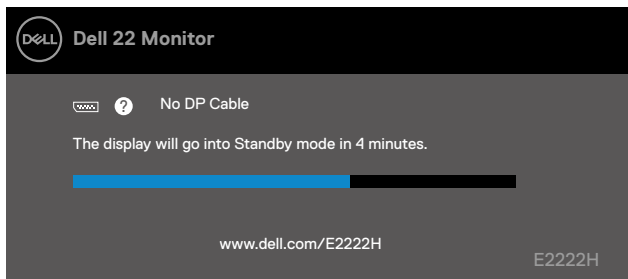 DELL Dell 22 Monitor
? No DP Cable
The display will go into Standby mode in 4 minutes.
www.dell.com/E2222H
E2222H